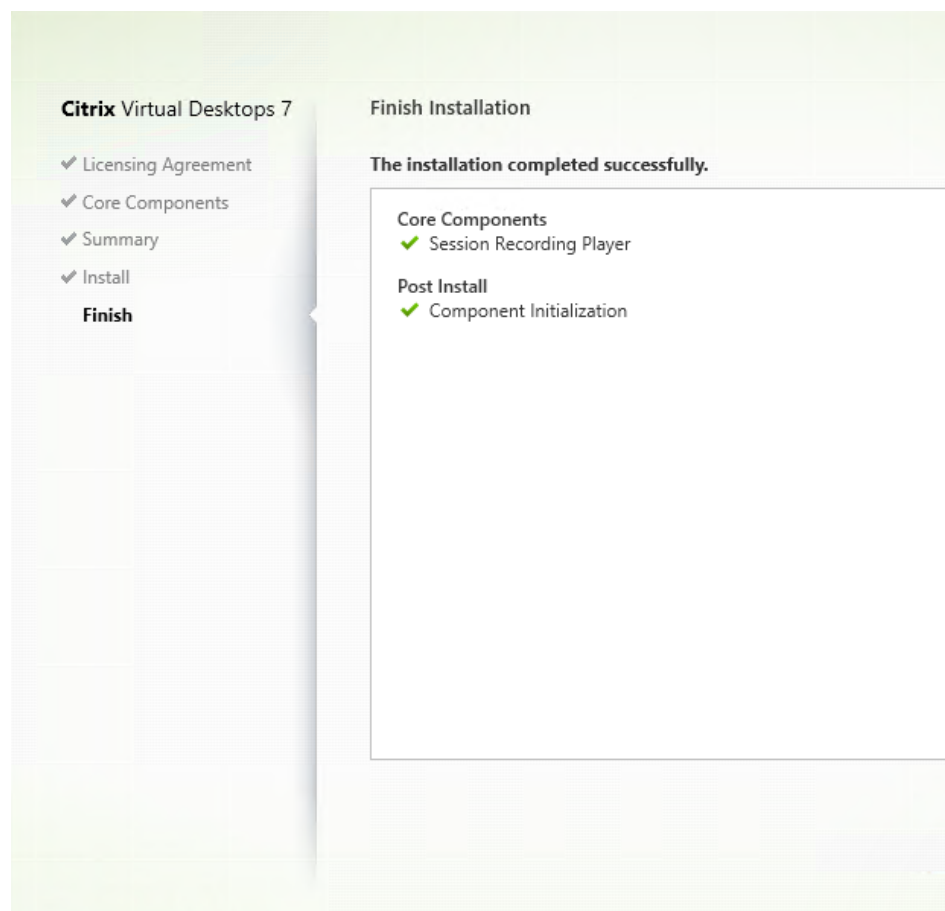 Citrix Virtual Desktops 7
Licensing Agreement
Core Components
Summary
Install
Finish
Finish Installation
The installation completed successfully.
Core Components
Session Recording Player
Post Install
Component Initialization